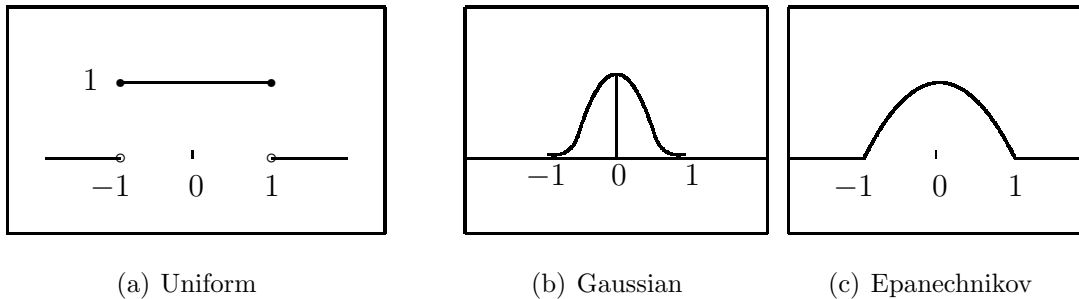 1
−1 0 1
−1 0 1
−1 0 1
(a) Uniform
(b) Gaussian
(c) Epanechnikov